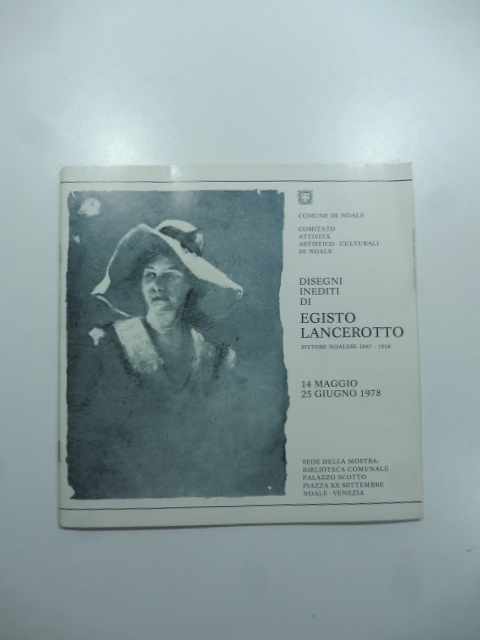 COMUNE DI NOALE
COMITATO
ATTIVITÀ
ARTISTICO - CULTURALI
DI NOALE
DISEGNI
INEDITI
DI
EGISTO
LANCEROTTO
PITTORE NOALESE 1847 - 1916
14 MAGGIO
25 GIUGNO 1978
SEDE DELLA MOSTRA:
BIBLIOTECA COMUNALE
PALAZZO SCOTTO
PIAZZA XX SETTEMBRE
NOALE - VENEZIA